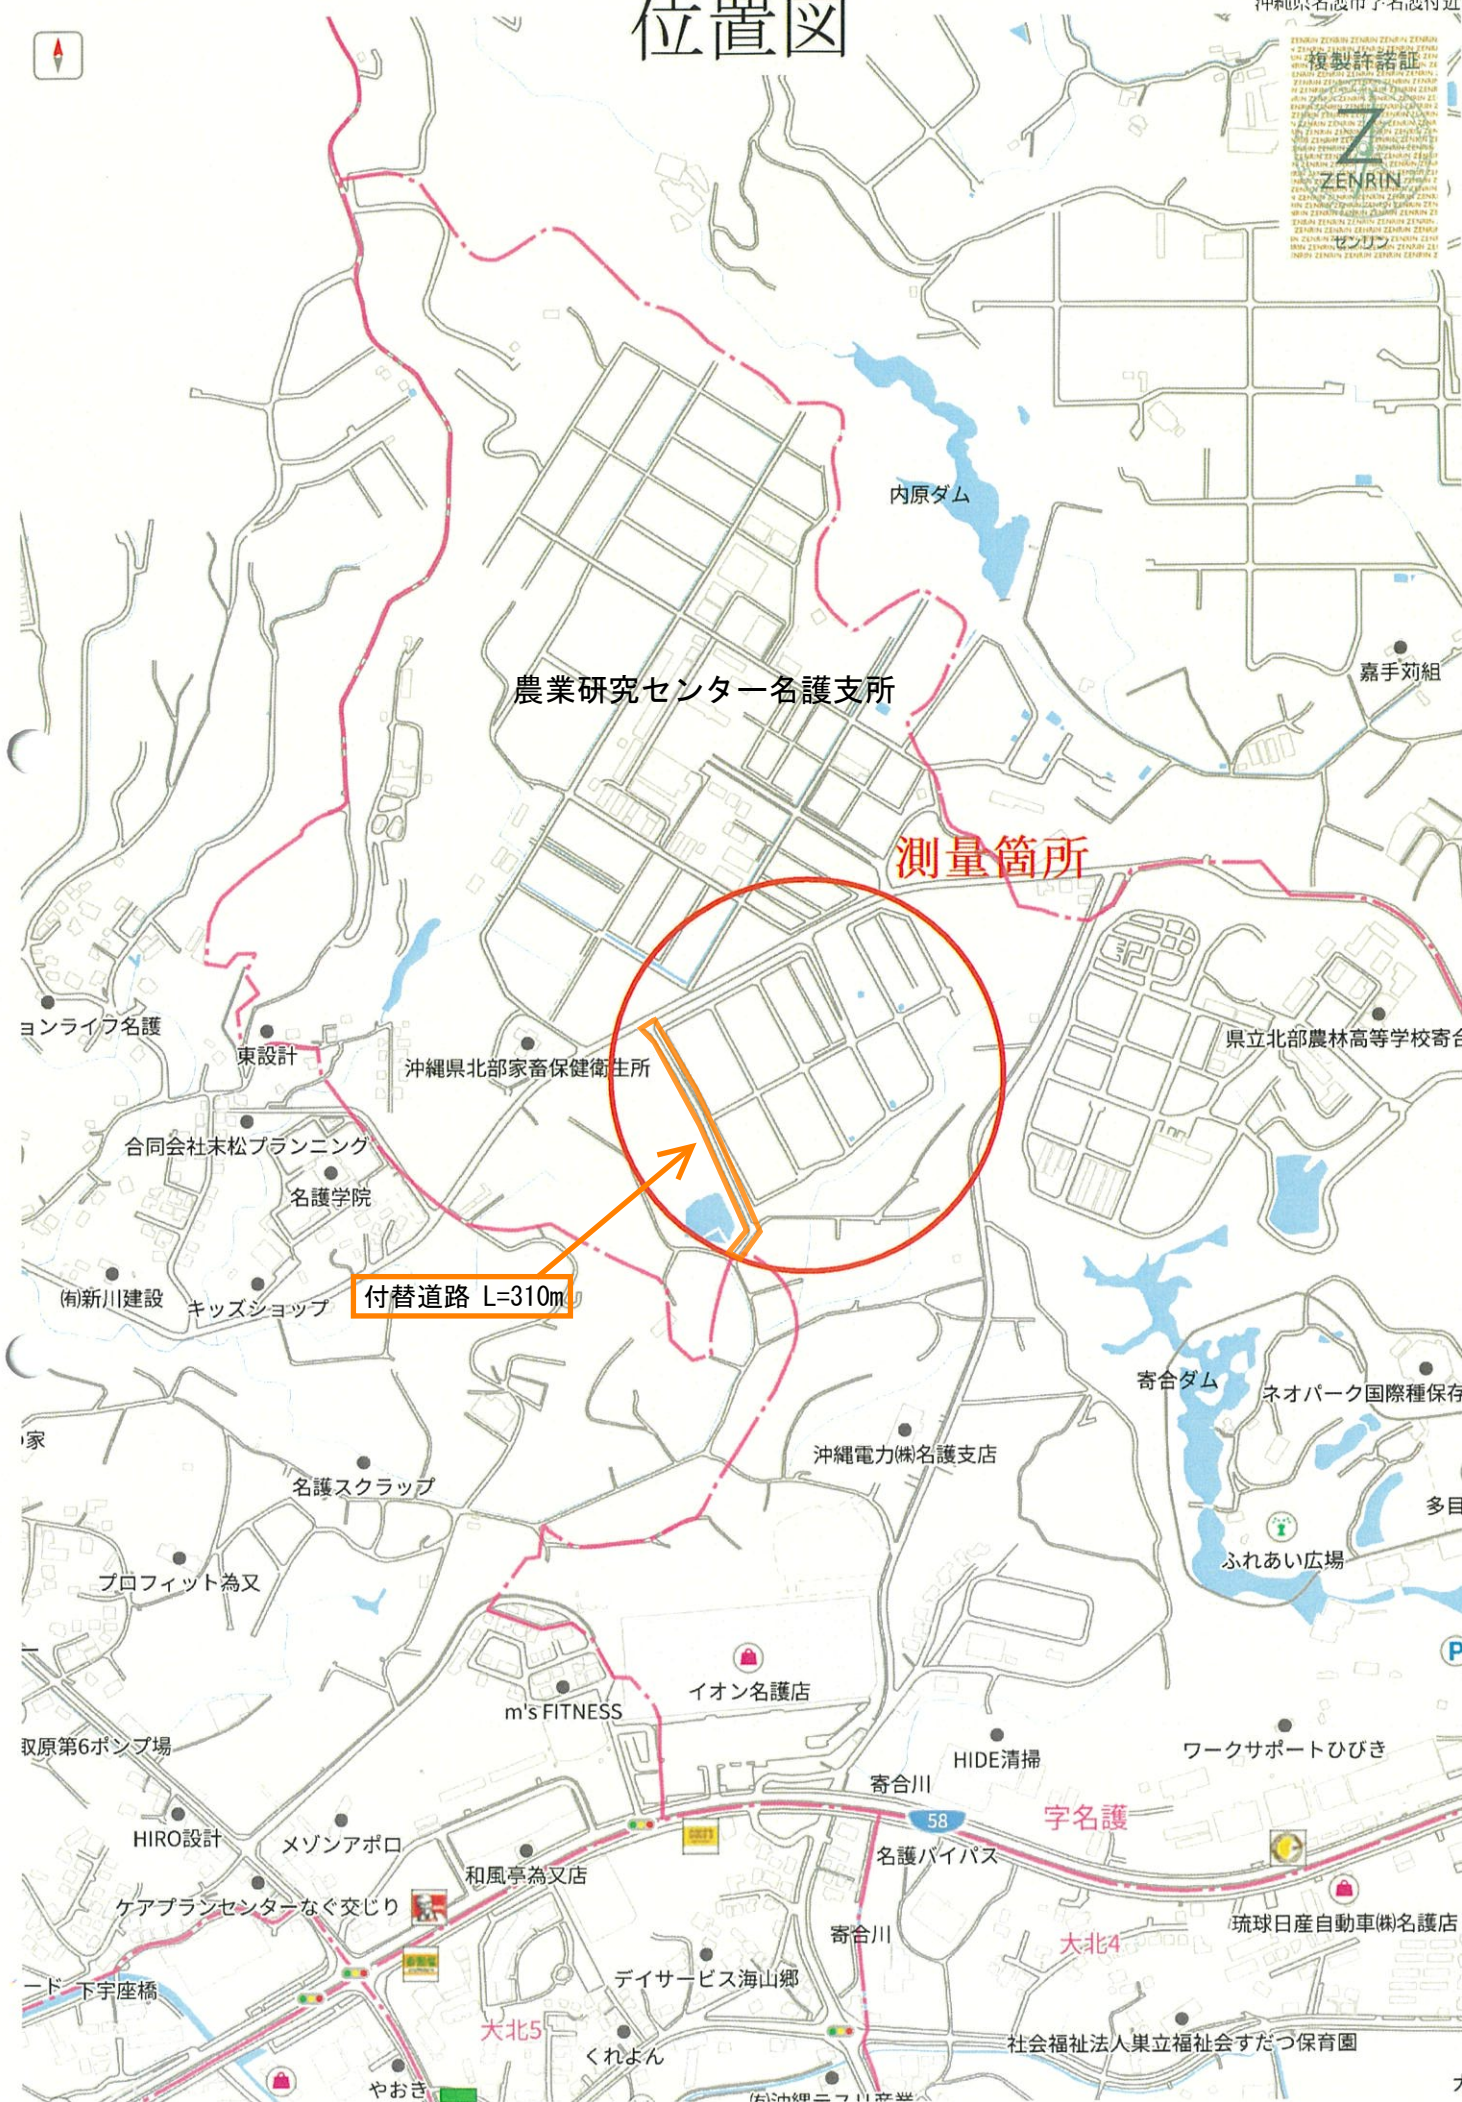 位置図
沖縄県名護市字名護付近
複製許諾証
Z
ZENRIN
ゼンリン
内原ダム
嘉手苅組
農業研究センター名護支所
測量箇所
ョンライフ名護
東設計
沖縄県北部家畜保健衛生所
県立北部農林高等学校寄合
合同会社末松プランニング
名護学院
㈲新川建設
キッズショップ
付替道路 L=310m
寄合ダム
ネオパーク国際種保存
家
沖縄電力㈱名護支店
名護スクラップ
多目
プロフィット為又
ふれあい広場
P
イオン名護店
m's FITNESS
取原第6ポンプ場
HIDE清掃
ワークサポートひびき
寄合川
58
字名護
HIRO設計
メゾンアポロ
名護バイパス
和風亭為又店
ケアプランセンターなぐ交じり
琉球日産自動車㈱名護店
寄合川
大北4
デイサービス海山郷
ード
下宇座橋
大北5
くれよん
社会福祉法人巣立福祉会すだつ保育園
やおき